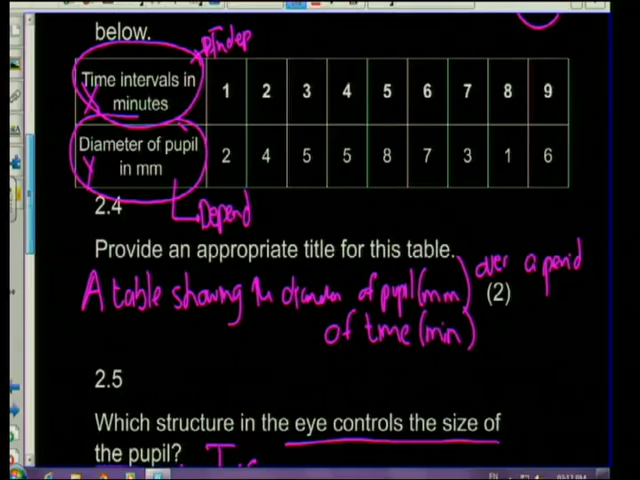 below.
Indep
Time intervals in minutes 1 2 3 4 5 6 7 8 9
X
Diameter of pupil in mm 2 4 5 5 8 7 3 1 6
Y
Depend
2.4
Provide an appropriate title for this table.
(2)
A table showing the diameter of pupil (mm) over a period
of time (min)
2.5
Which structure in the eye controls the size of
the pupil?